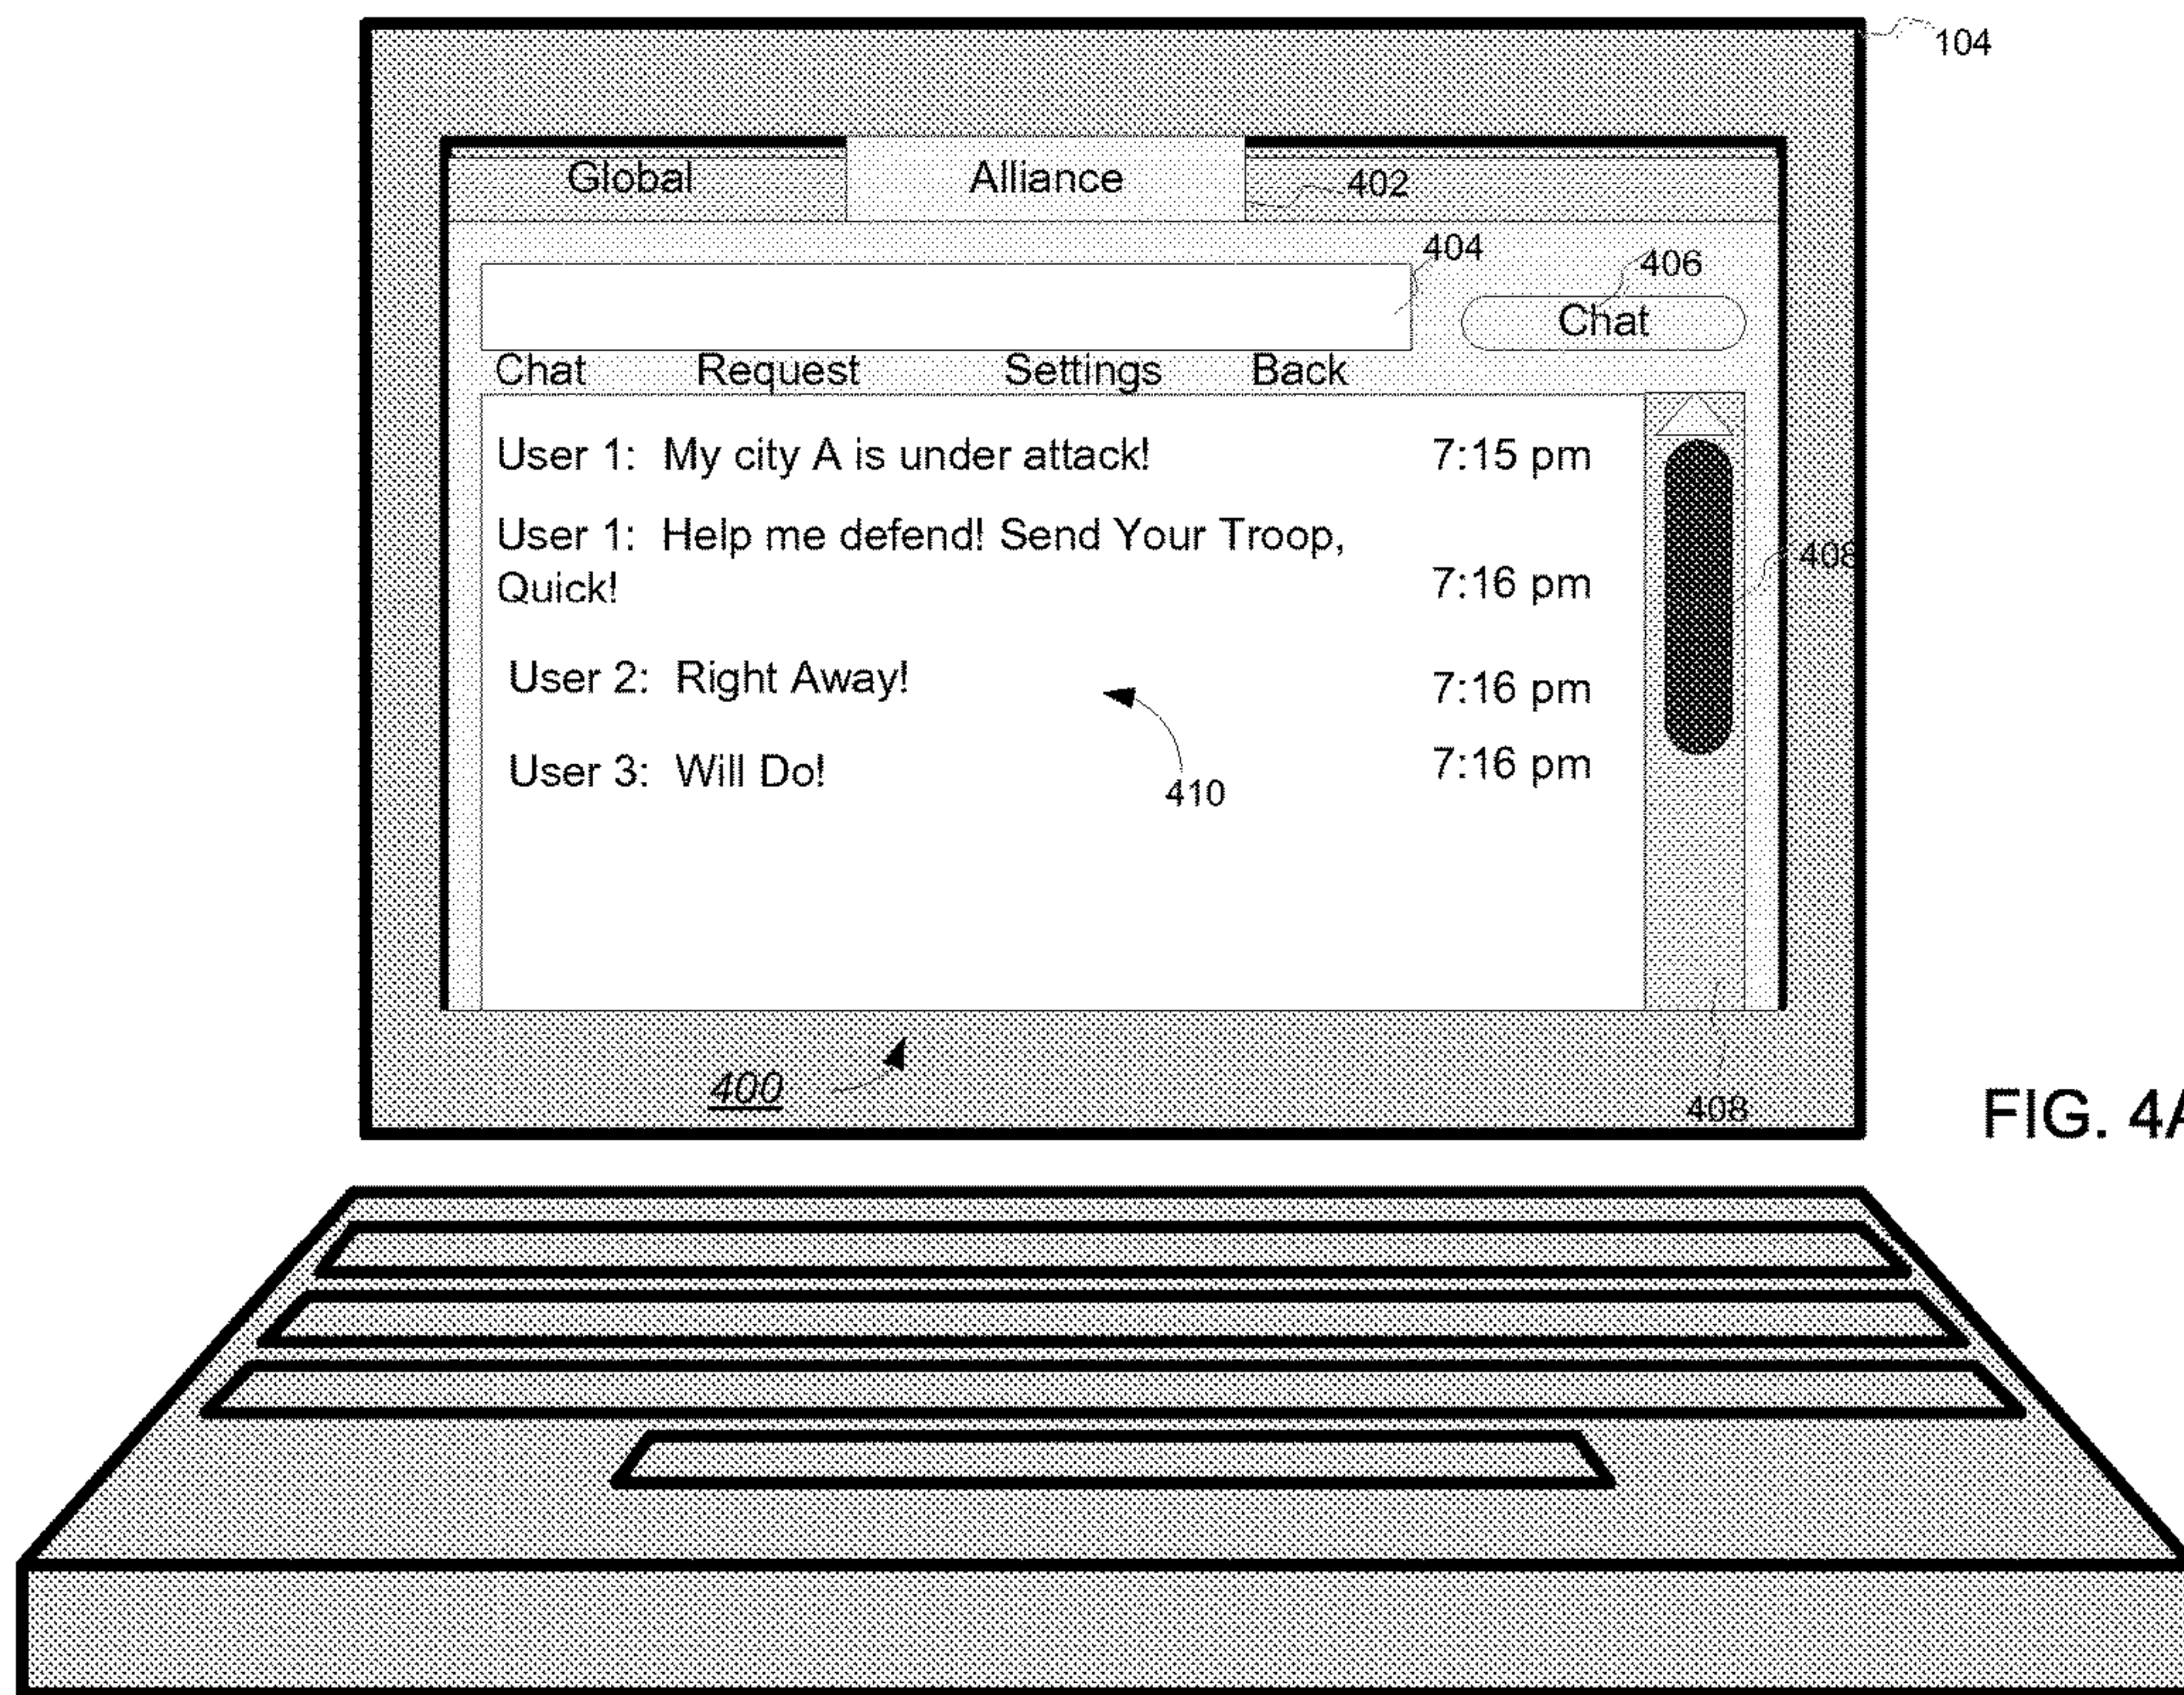 104
Global Alliance 402
404
406
Chat
Chat Request Settings Back
User 1: My city A is under attack! 7:15 pm
User 1: Help me defend! Send Your Troop,
Quick! 7:16 pm
408
User 2: Right Away! 7:16 pm
User 3: Will Do! 7:16 pm
410
400
408
FIG. 4A